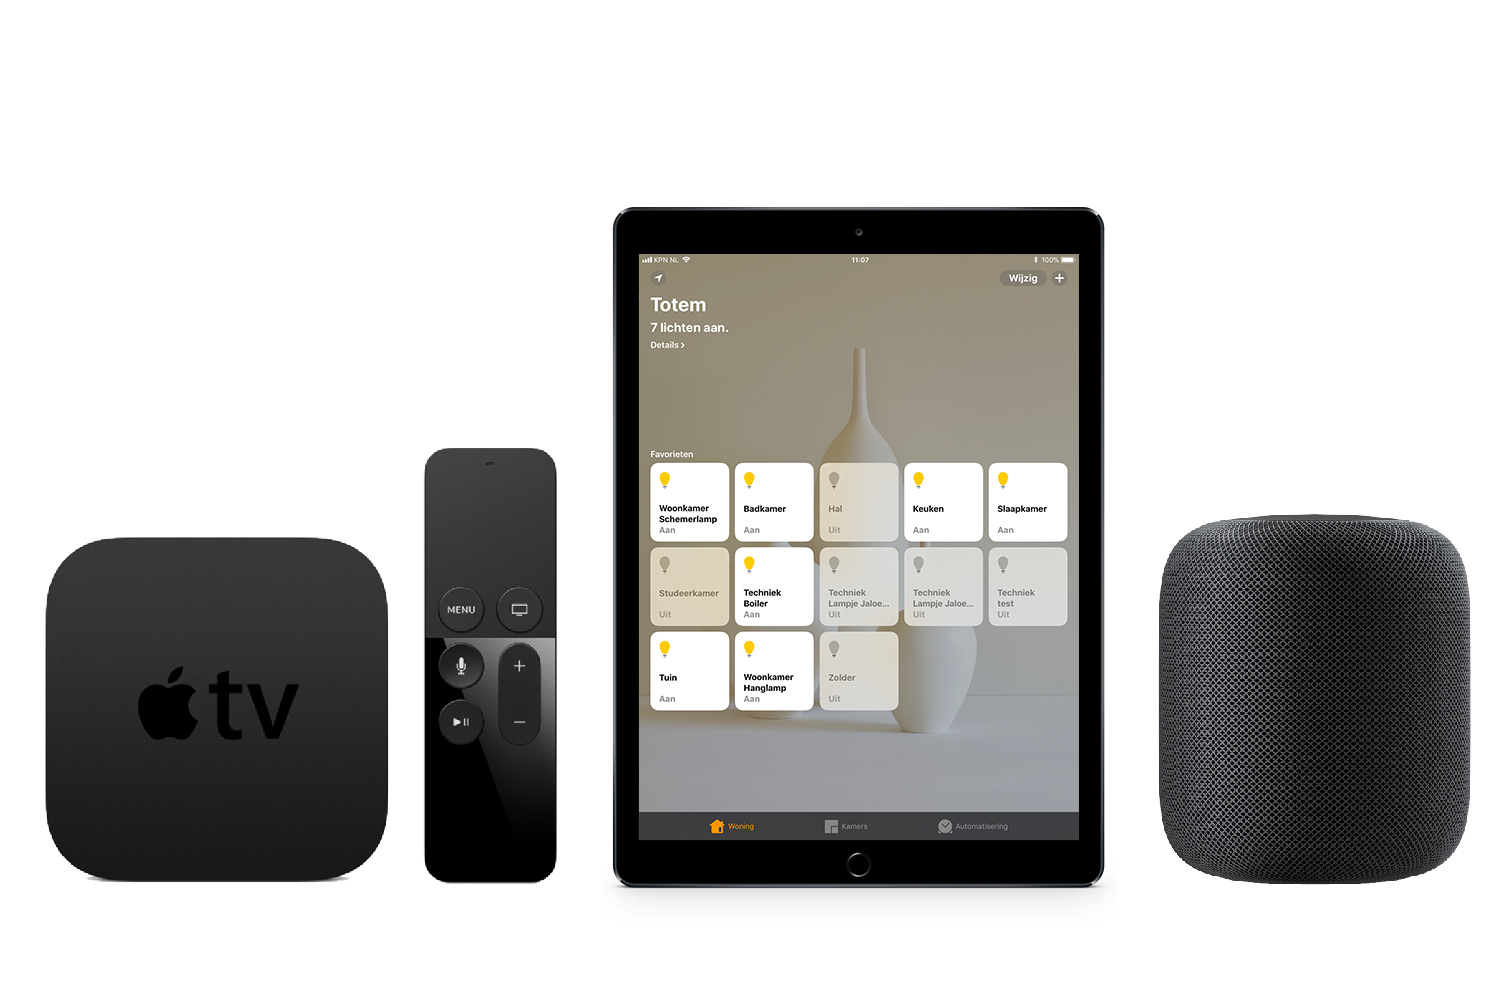 tv
MENU
KPN NL
11:07
100%
Wijzig
Totem
7 lichten aan.
Details >
Favorieten
Woonkamer
Schemerlamp
Aan
Badkamer
Aan
Hal
Uit
Keuken
Aan
Slaapkamer
Aan
Studeerkamer
Uit
Techniek
Boiler
Aan
Techniek
Lampje Jaloe...
Uit
Techniek
Lampje Jaloe...
Uit
Techniek
test
Uit
Tuin
Aan
Woonkamer
Hanglamp
Aan
Zolder
Uit
Woning
Kamers
Automatisering